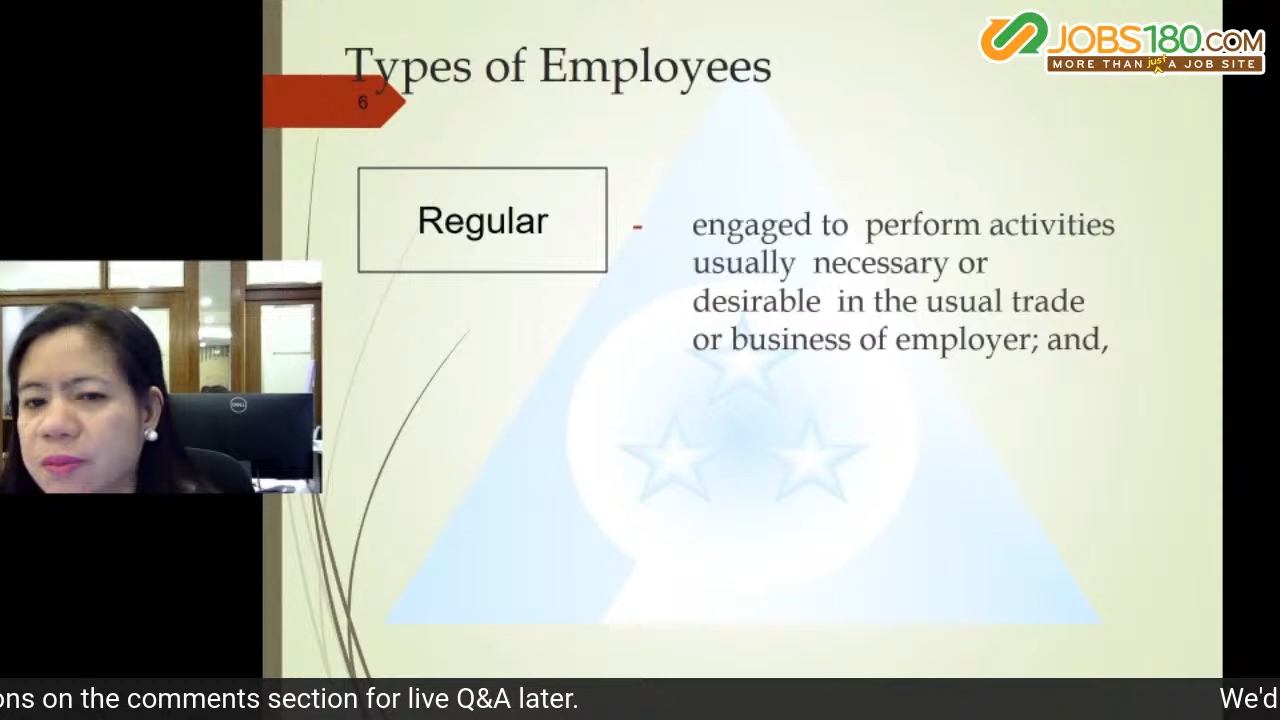 Types of Employees
JOBS180.COM
MORE THAN just A JOB SITE
6
Regular
- engaged to perform activities
usually necessary or
desirable in the usual trade
or business of employer; and,
DELL
ons on the comments section for live Q&A later. We'd